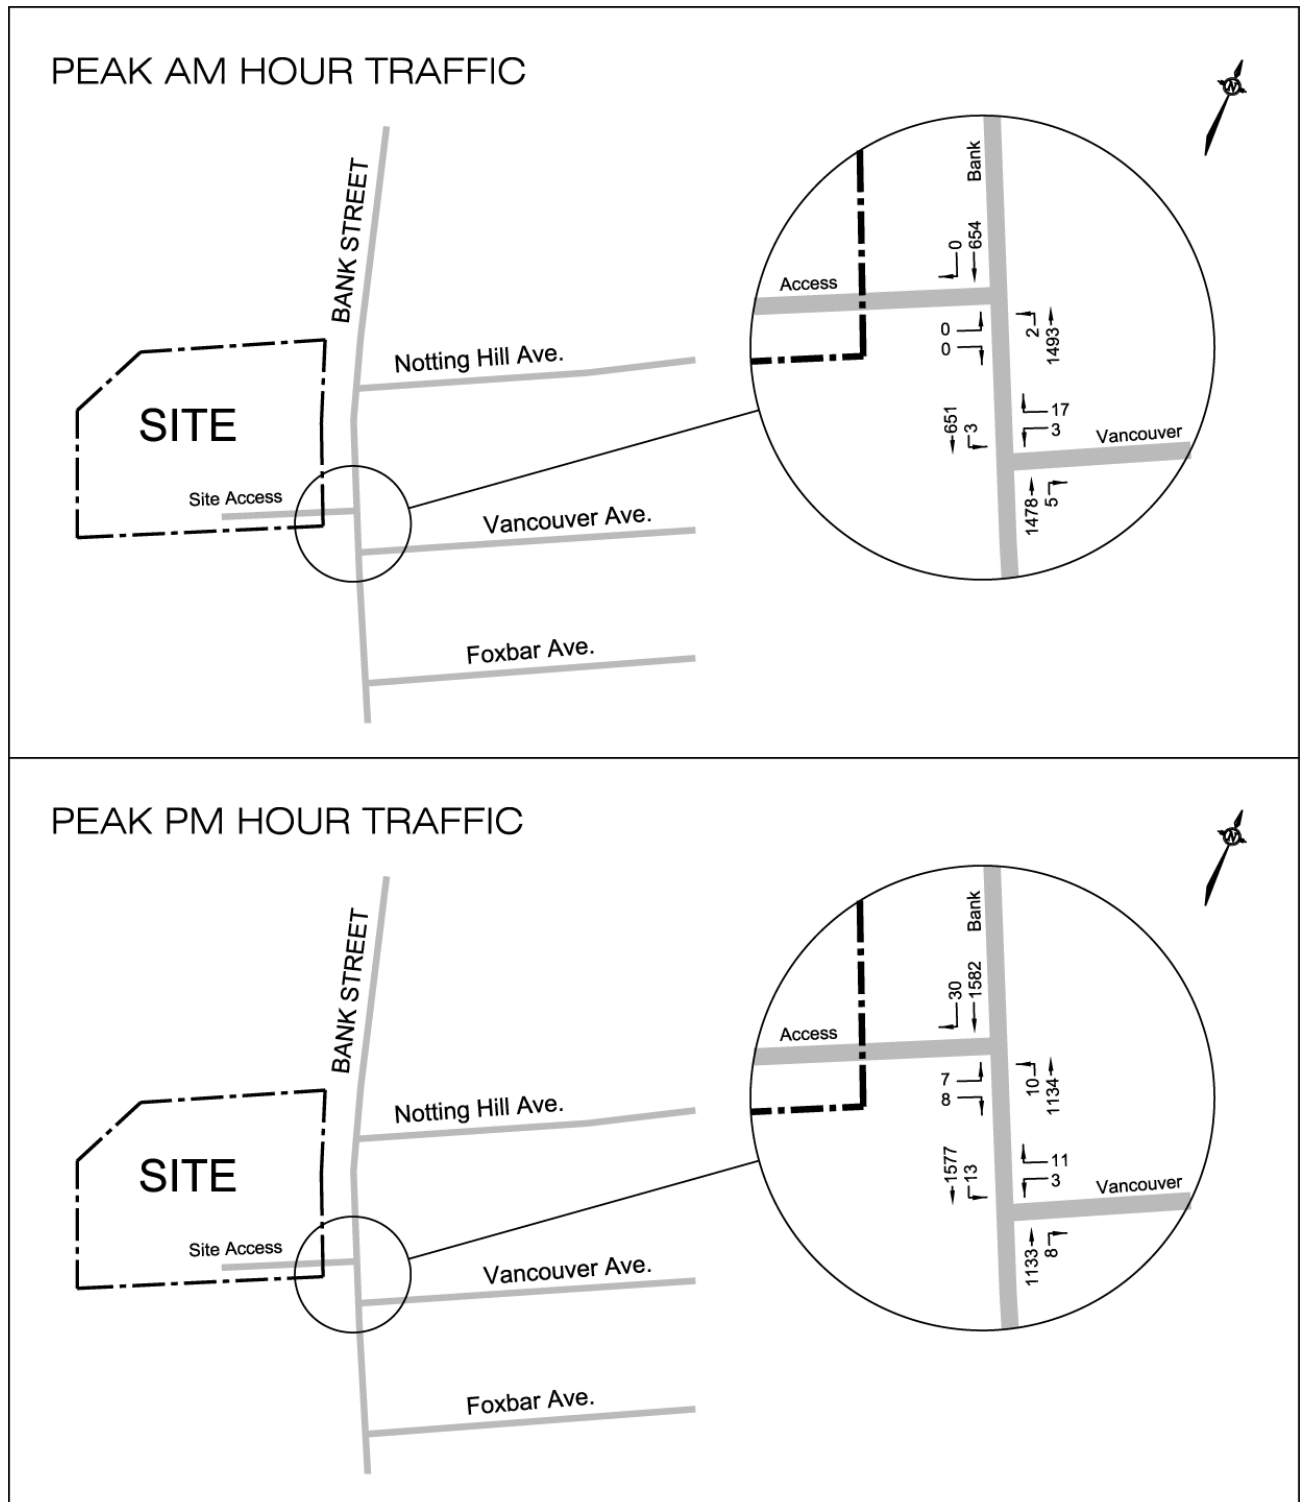 PEAK AM HOUR TRAFFIC
N
BANK STREET
Bank
0
654
Access
0
0
2
1493
Notting Hill Ave.
SITE
651
3
17
3
Vancouver
Site Access
Vancouver Ave.
1478
5
Foxbar Ave.
PEAK PM HOUR TRAFFIC
N
BANK STREET
Bank
30
1582
Access
7
8
10
1134
Notting Hill Ave.
SITE
1577
13
11
3
Vancouver
Site Access
Vancouver Ave.
1133
8
Foxbar Ave.